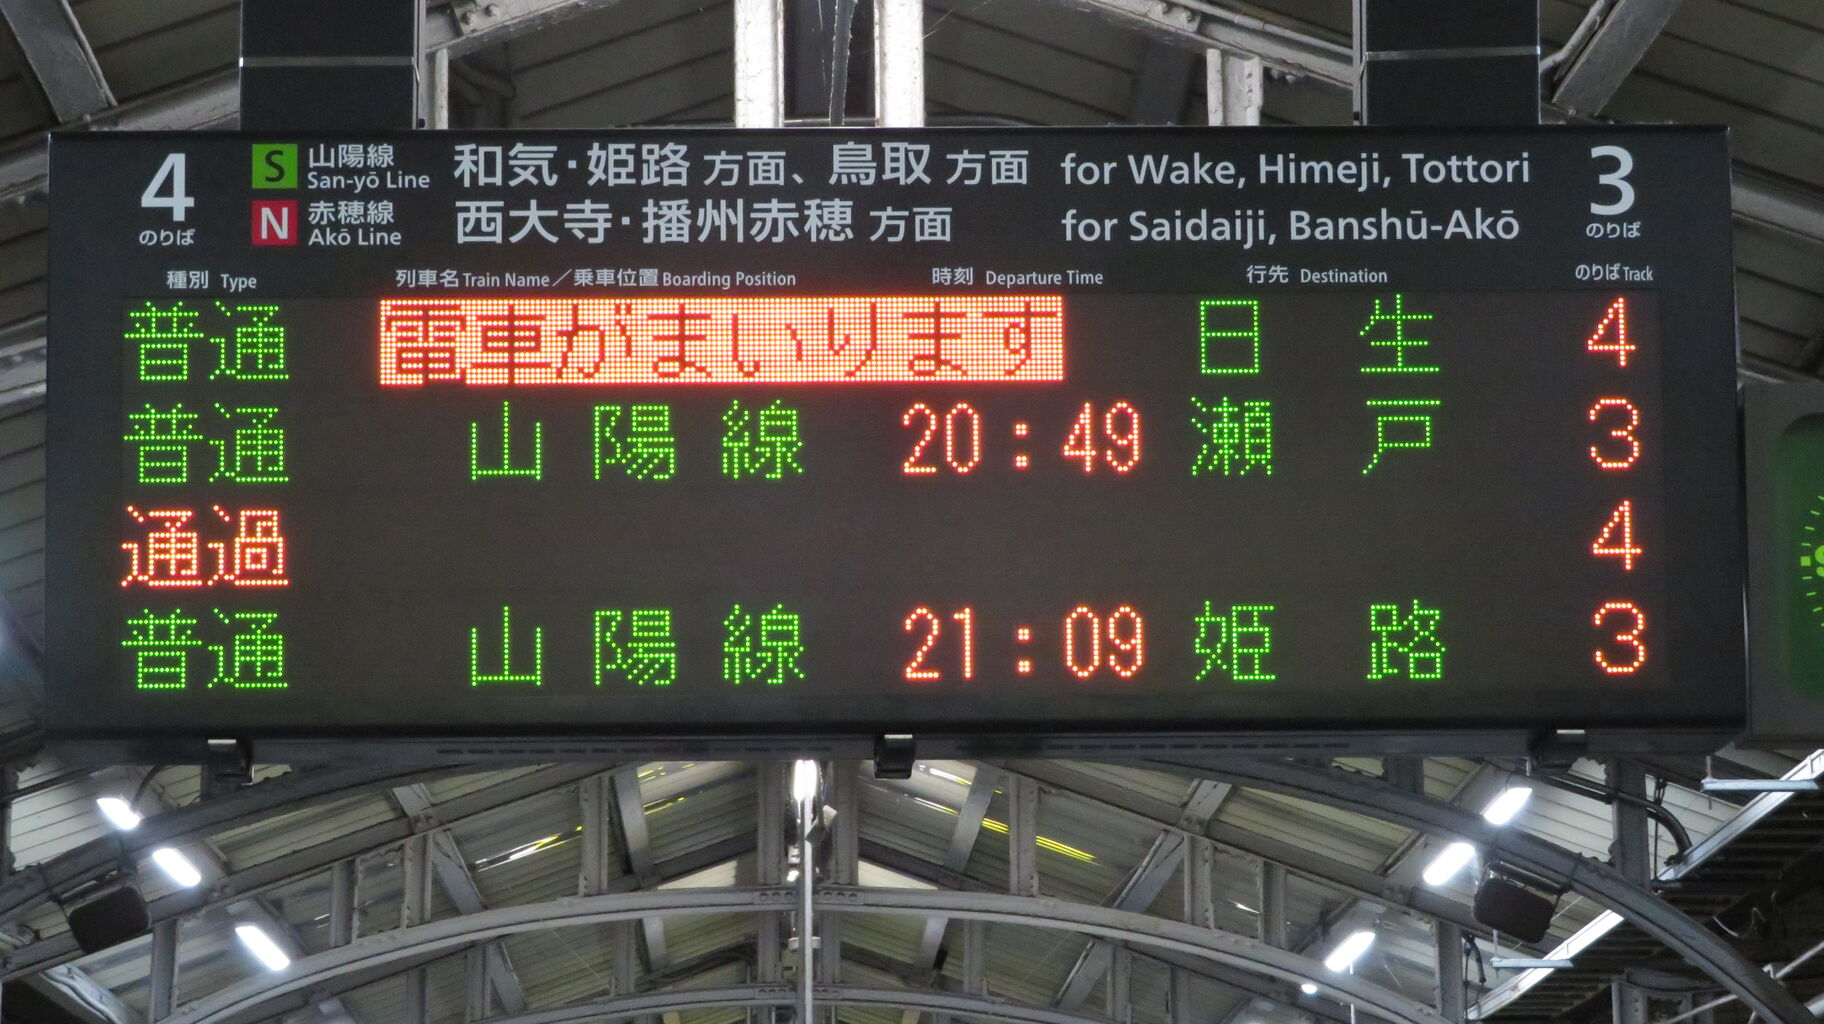 4 のりば
S 山陽線 San-yō Line 和気・姫路 方面、鳥取 方面 for Wake, Himeji, Tottori
N 赤穂線 Akō Line 西大寺・播州赤穂 方面 for Saidaiji, Banshū-Akō
3 のりば
種別 Type 列車名 Train Name／乗車位置 Boarding Position 時刻 Departure Time 行先 Destination のりば Track
普通 電車がまいります 日生 4
普通 山陽線 20:49 瀬戸 3
通過 4
普通 山陽線 21:09 姫路 3